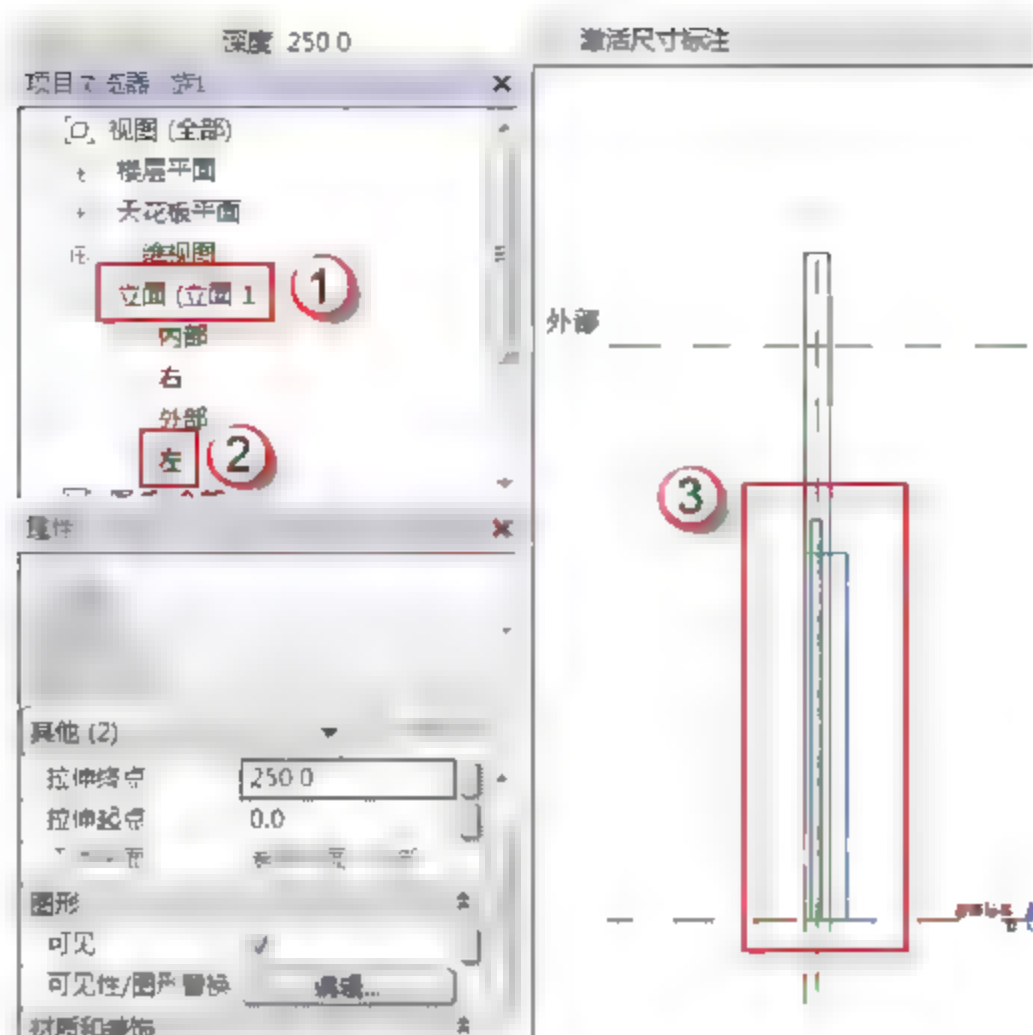 深度 250.0
激活尺寸标注
项目浏览器 - 族1
视图 (全部)
楼层平面
天花板平面
维视图
立面 (立面 1
①
内部
右
外部
左
②
外部
③
属性
其他 (2)
拉伸终点
250.0
拉伸起点
0.0
图形
可见
可见性/图形替换
编辑...
材质和装饰